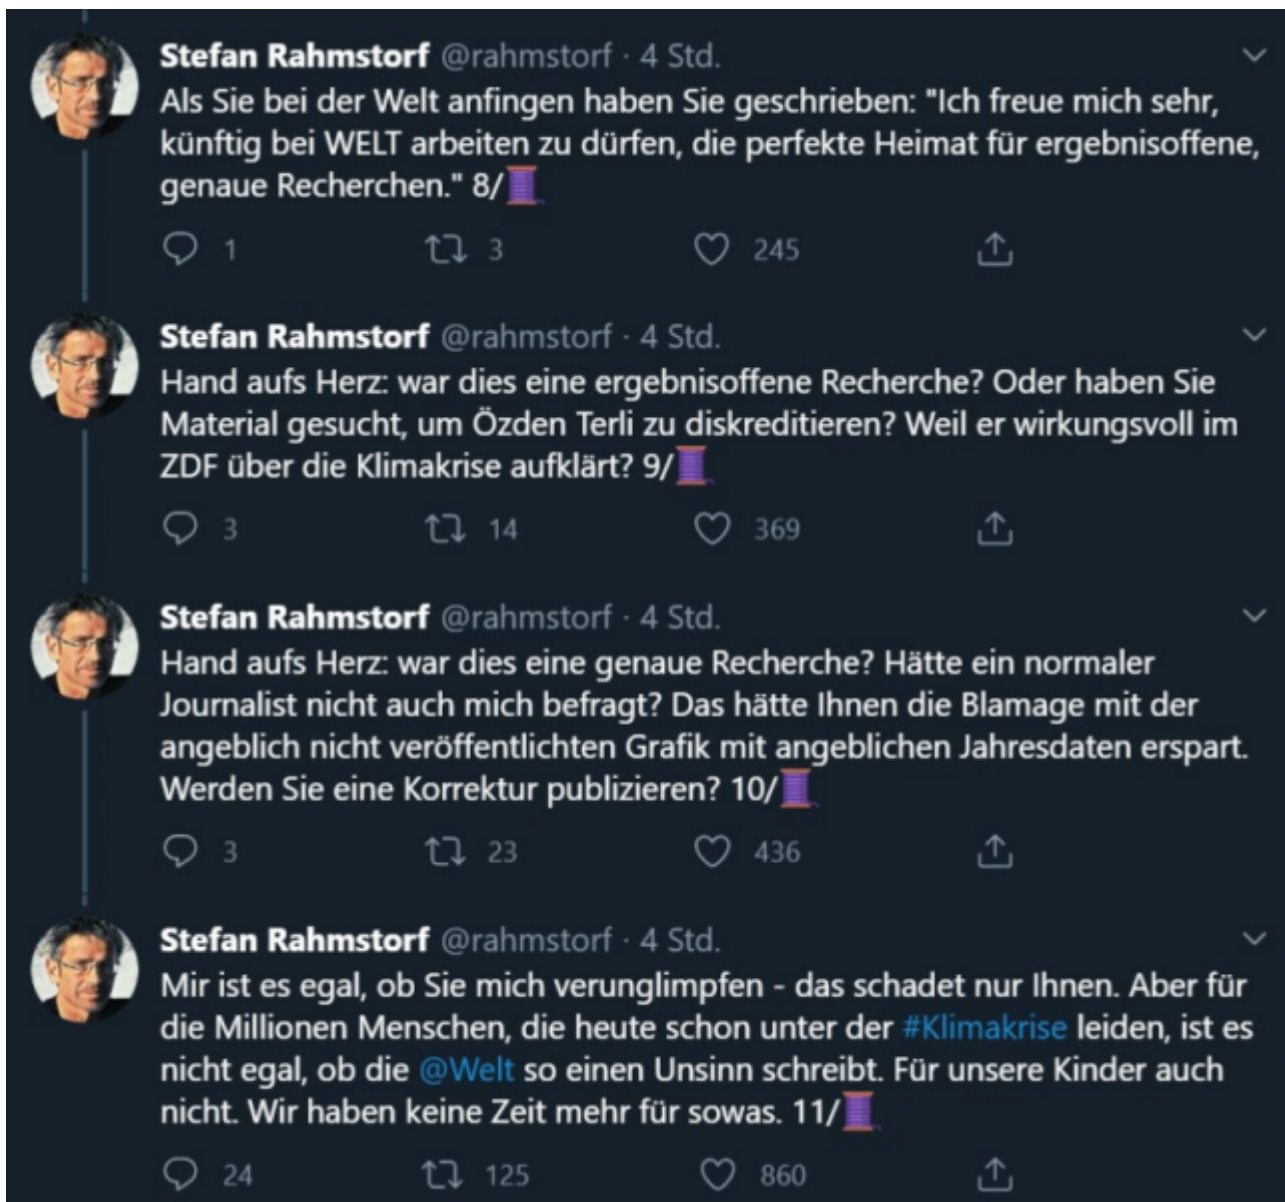 Stefan Rahmstorf @rahmstorf · 4 Std.
Als Sie bei der Welt anfingen haben Sie geschrieben: "Ich freue mich sehr,
künftig bei WELT arbeiten zu dürfen, die perfekte Heimat für ergebnisoffene,
genaue Recherchen." 8/🧵
1 3 245
Stefan Rahmstorf @rahmstorf · 4 Std.
Hand aufs Herz: war dies eine ergebnisoffene Recherche? Oder haben Sie
Material gesucht, um Özden Terli zu diskreditieren? Weil er wirkungsvoll im
ZDF über die Klimakrise aufklärt? 9/🧵
3 14 369
Stefan Rahmstorf @rahmstorf · 4 Std.
Hand aufs Herz: war dies eine genaue Recherche? Hätte ein normaler
Journalist nicht auch mich befragt? Das hätte Ihnen die Blamage mit der
angeblich nicht veröffentlichten Grafik mit angeblichen Jahresdaten erspart.
Werden Sie eine Korrektur publizieren? 10/🧵
3 23 436
Stefan Rahmstorf @rahmstorf · 4 Std.
Mir ist es egal, ob Sie mich verunglimpfen - das schadet nur Ihnen. Aber für
die Millionen Menschen, die heute schon unter der #Klimakrise leiden, ist es
nicht egal, ob die @Welt so einen Unsinn schreibt. Für unsere Kinder auch
nicht. Wir haben keine Zeit mehr für sowas. 11/🧵
24 125 860